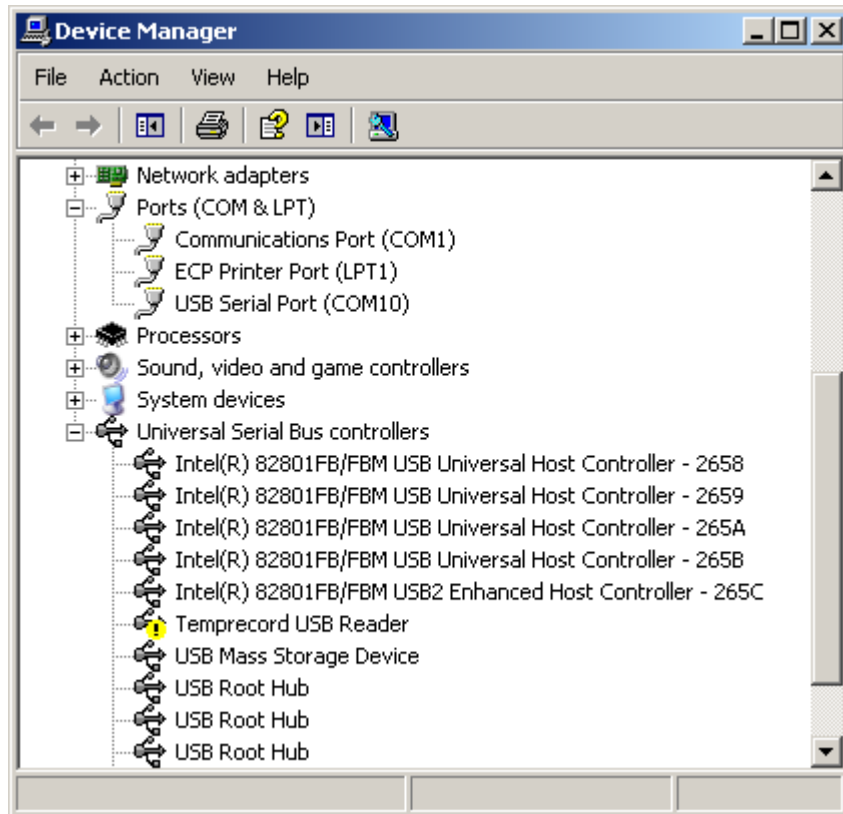 Device Manager
File Action View Help
Network adapters
Ports (COM & LPT)
Communications Port (COM1)
ECP Printer Port (LPT1)
USB Serial Port (COM10)
Processors
Sound, video and game controllers
System devices
Universal Serial Bus controllers
Intel(R) 82801FB/FBM USB Universal Host Controller - 2658
Intel(R) 82801FB/FBM USB Universal Host Controller - 2659
Intel(R) 82801FB/FBM USB Universal Host Controller - 265A
Intel(R) 82801FB/FBM USB Universal Host Controller - 265B
Intel(R) 82801FB/FBM USB2 Enhanced Host Controller - 265C
Temprecord USB Reader
USB Mass Storage Device
USB Root Hub
USB Root Hub
USB Root Hub